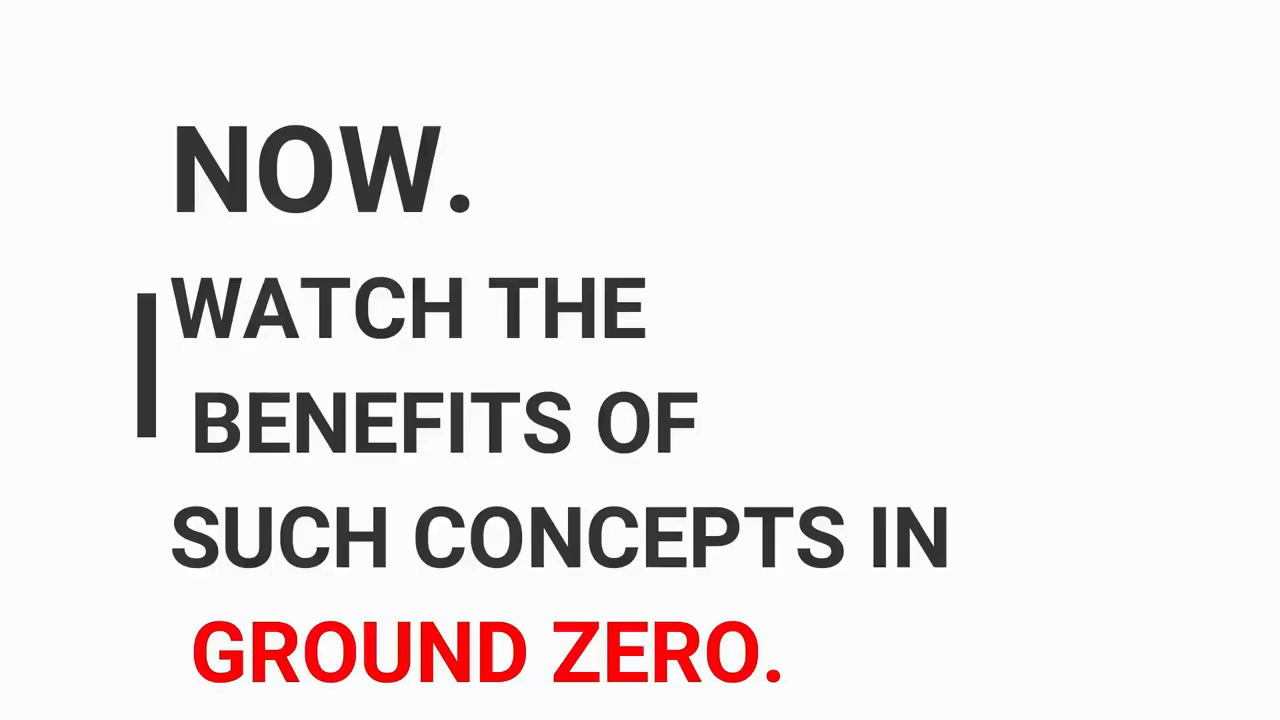 NOW.
WATCH THE
BENEFITS OF
SUCH CONCEPTS IN
GROUND ZERO.